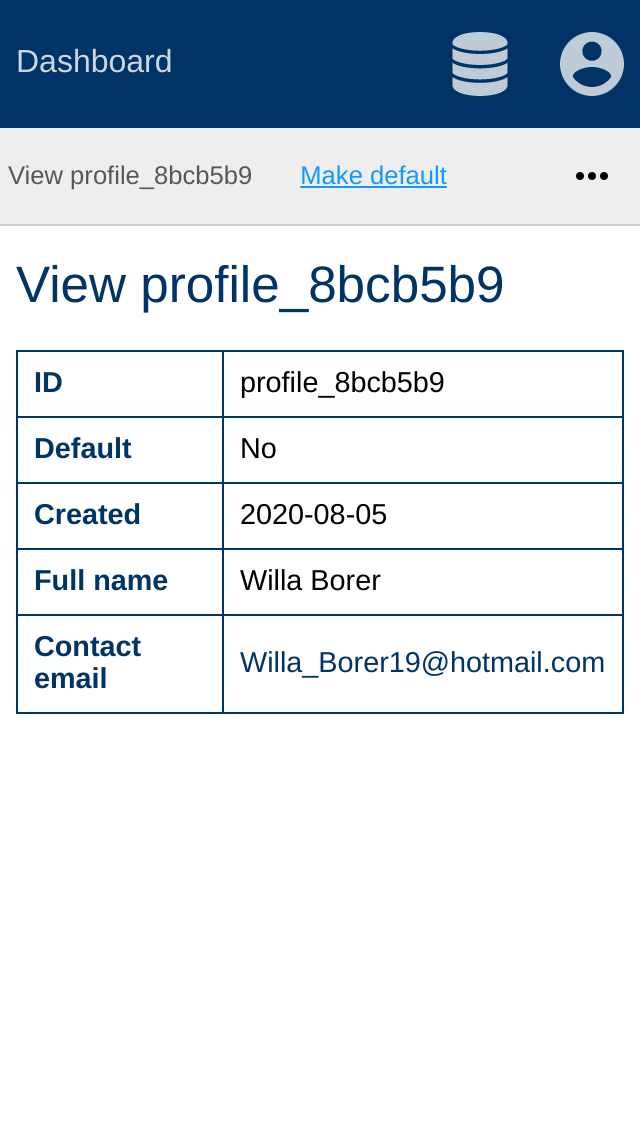 Dashboard
View profile_8bcb5b9 Make default
View profile_8bcb5b9
ID profile_8bcb5b9
Default No
Created 2020-08-05
Full name Willa Borer
Contact
email Willa_Borer19@hotmail.com